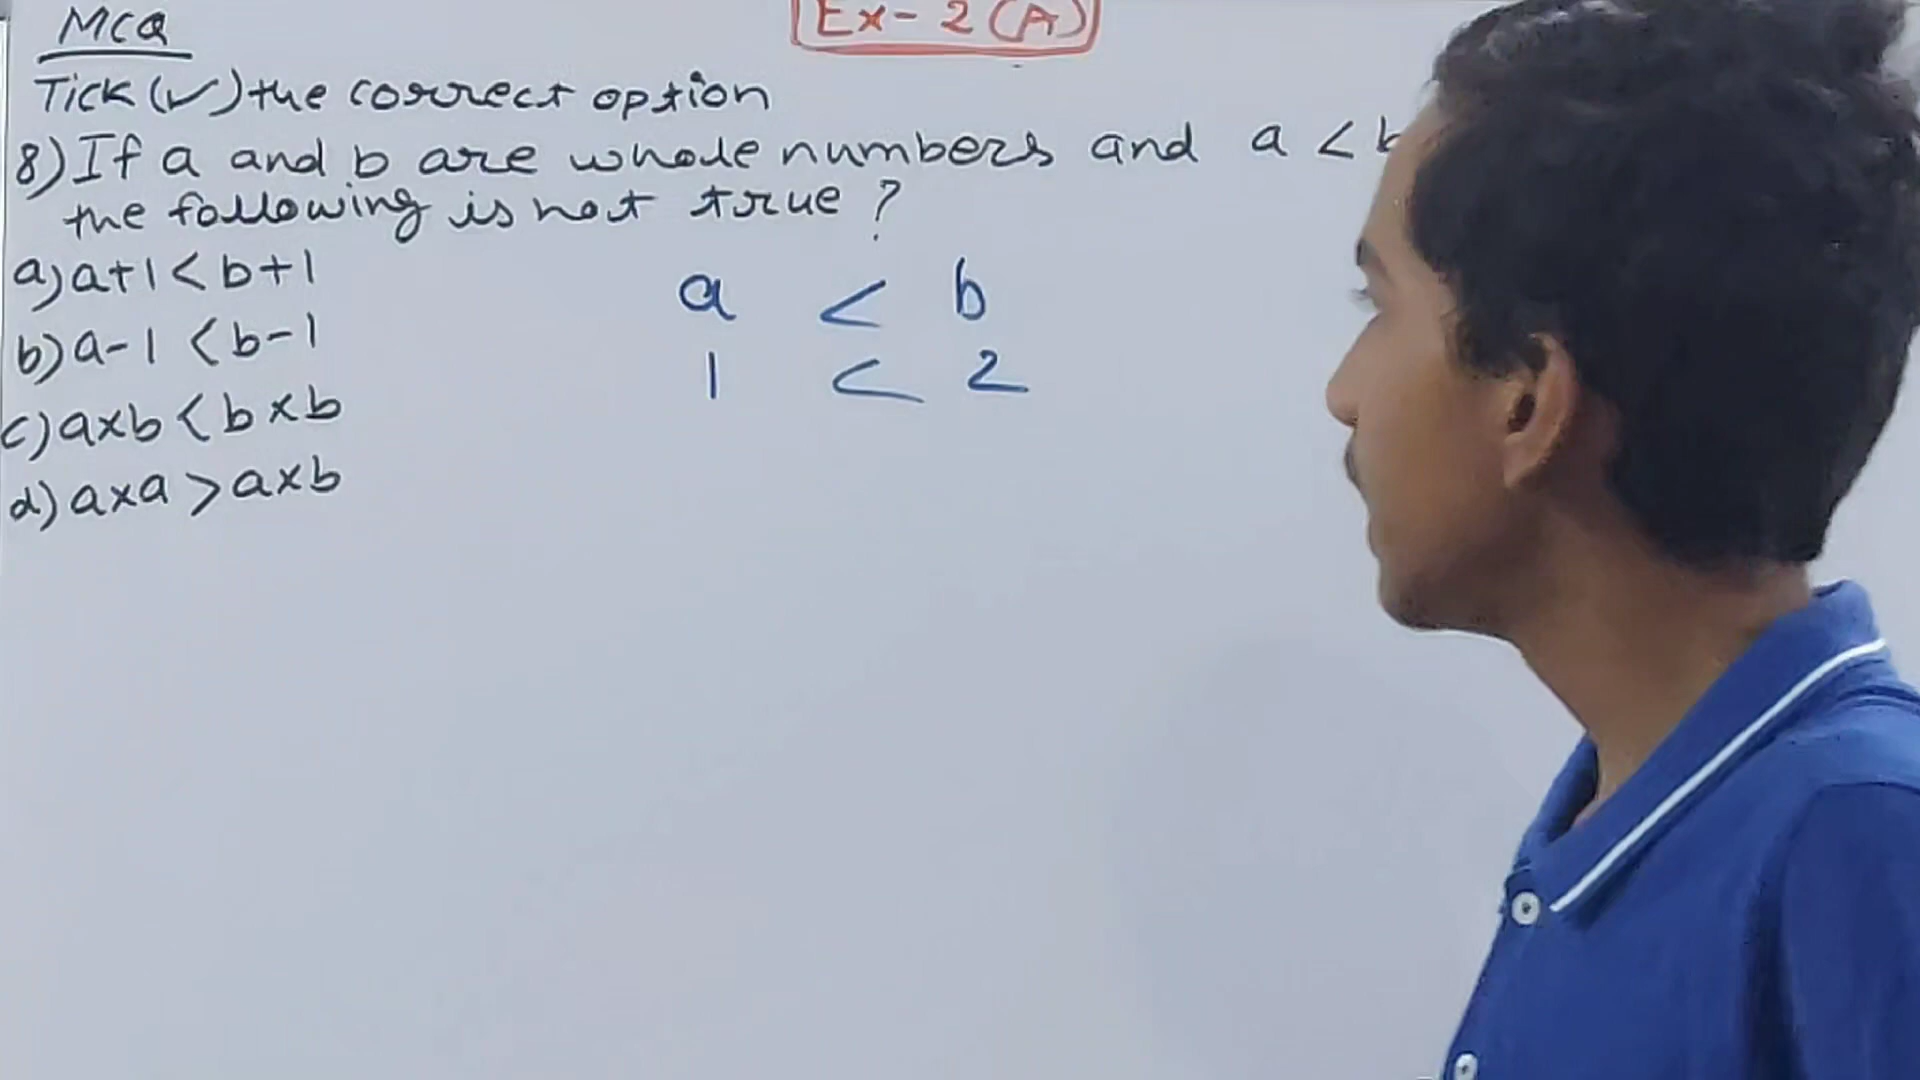 MCQ
Ex-2(A)
Tick (✓) the correct option
8) If a and b are whole numbers and a < b
the following is not true ?
a) a+1 < b+1
b) a-1 < b-1
c) a×b < b×b
d) a×a > a×b
a < b
1 < 2